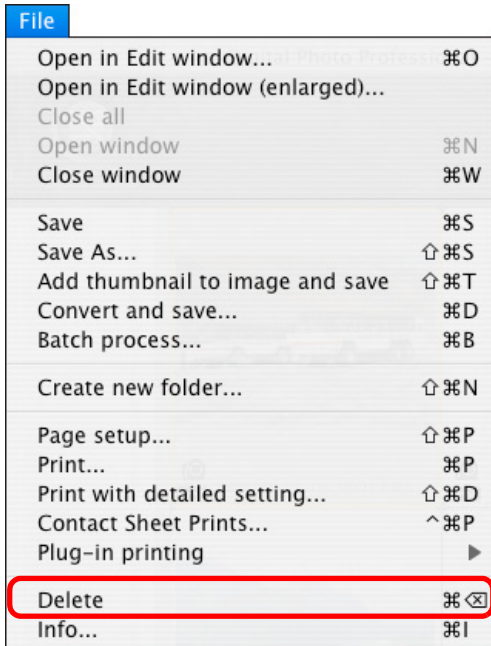 File
Open in Edit window... ⌘O
Open in Edit window (enlarged)...
Close all
Open window ⌘N
Close window ⌘W
Save ⌘S
Save As... ⇧⌘S
Add thumbnail to image and save ⇧⌘T
Convert and save... ⌘D
Batch process... ⌘B
Create new folder... ⇧⌘N
Page setup... ⇧⌘P
Print... ⌘P
Print with detailed setting... ⇧⌘D
Contact Sheet Prints... ^⌘P
Plug-in printing ▶
Delete ⌘⌫
Info... ⌘I